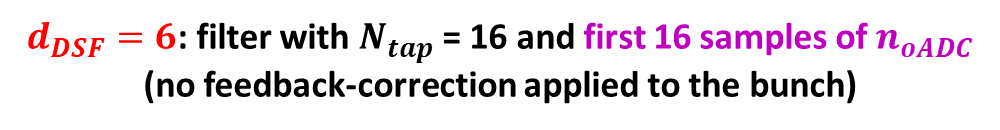 d_DSF = 6: filter with N_tap = 16 and first 16 samples of n_oADC
(no feedback-correction applied to the bunch)